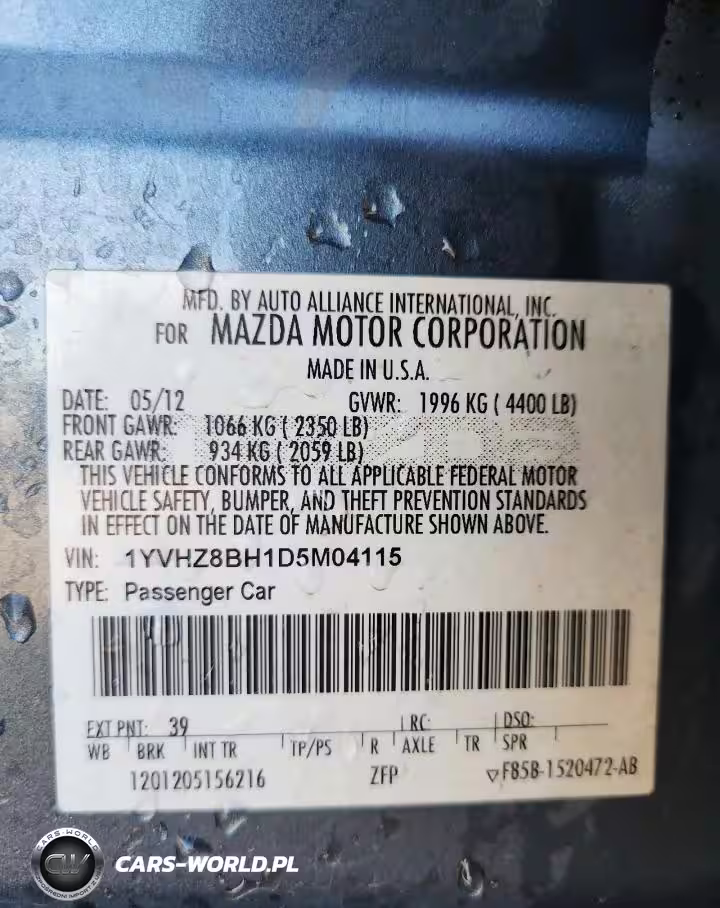 MFD. BY AUTO ALLIANCE INTERNATIONAL, INC.
FOR MAZDA MOTOR CORPORATION
MADE IN U.S.A.
DATE: 05/12 GVWR: 1996 KG ( 4400 LB)
FRONT GAWR: 1066 KG ( 2350 LB)
REAR GAWR: 934 KG ( 2059 LB)
THIS VEHICLE CONFORMS TO ALL APPLICABLE FEDERAL MOTOR
VEHICLE SAFETY, BUMPER, AND THEFT PREVENTION STANDARDS
IN EFFECT ON THE DATE OF MANUFACTURE SHOWN ABOVE.
VIN: 1YVHZ8BH1D5M04115
TYPE: Passenger Car
EXT PNT: 39 RC: DSO:
WB BRK INT TR TP/PS R AXLE TR SPR
1201205156216 ZFP ▽F85B-1520472-AB
CARS-WORLD
CW
CARS-WORLD.PL